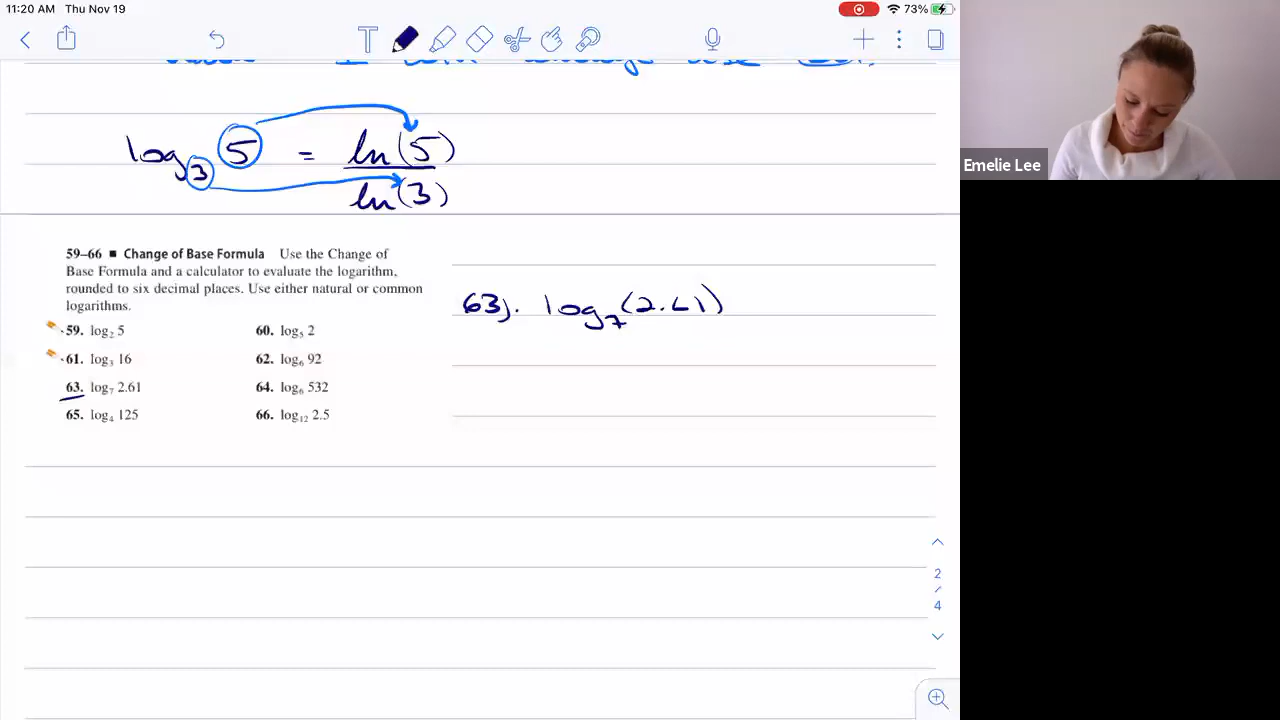 11:20 AM Thu Nov 19
73%
log₃ 5 = ln(5)
ln(3)
Emelie Lee
59–66 ■ Change of Base Formula Use the Change of
Base Formula and a calculator to evaluate the logarithm,
rounded to six decimal places. Use either natural or common
logarithms.
59. log₂ 5 60. log₅ 2
61. log₃ 16 62. log₆ 92
63. log₇ 2.61 64. log₆ 532
65. log₄ 125 66. log₁₂ 2.5
63). log₇(2.61)
2
4